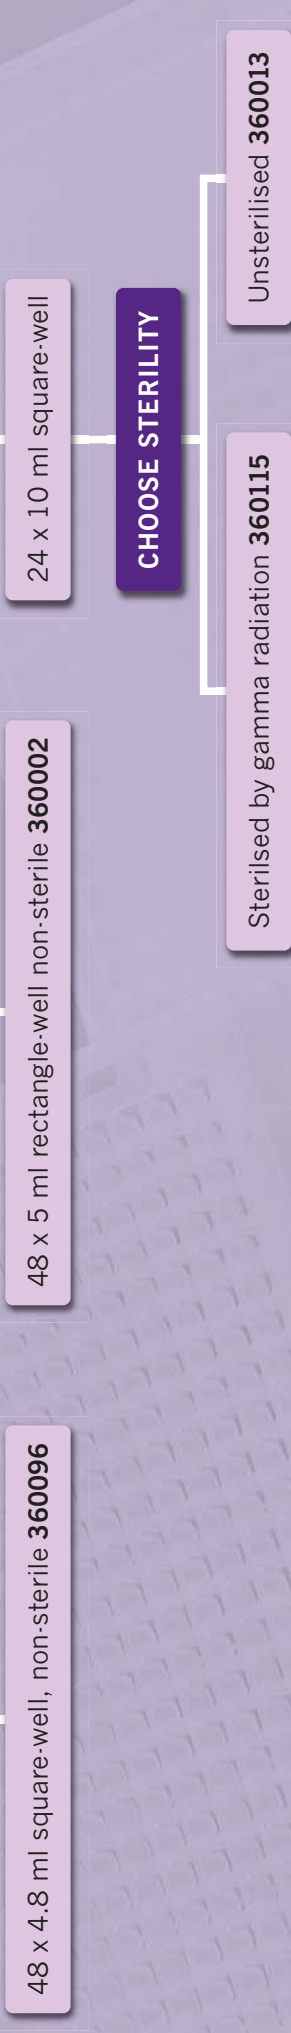 48 x 4.8 ml square-well, non-sterile 360096
48 x 5 ml rectangle-well non-sterile 360002
24 x 10 ml square-well
CHOOSE STERILITY
Sterilsed by gamma radiation 360115
Unsterilised 360013